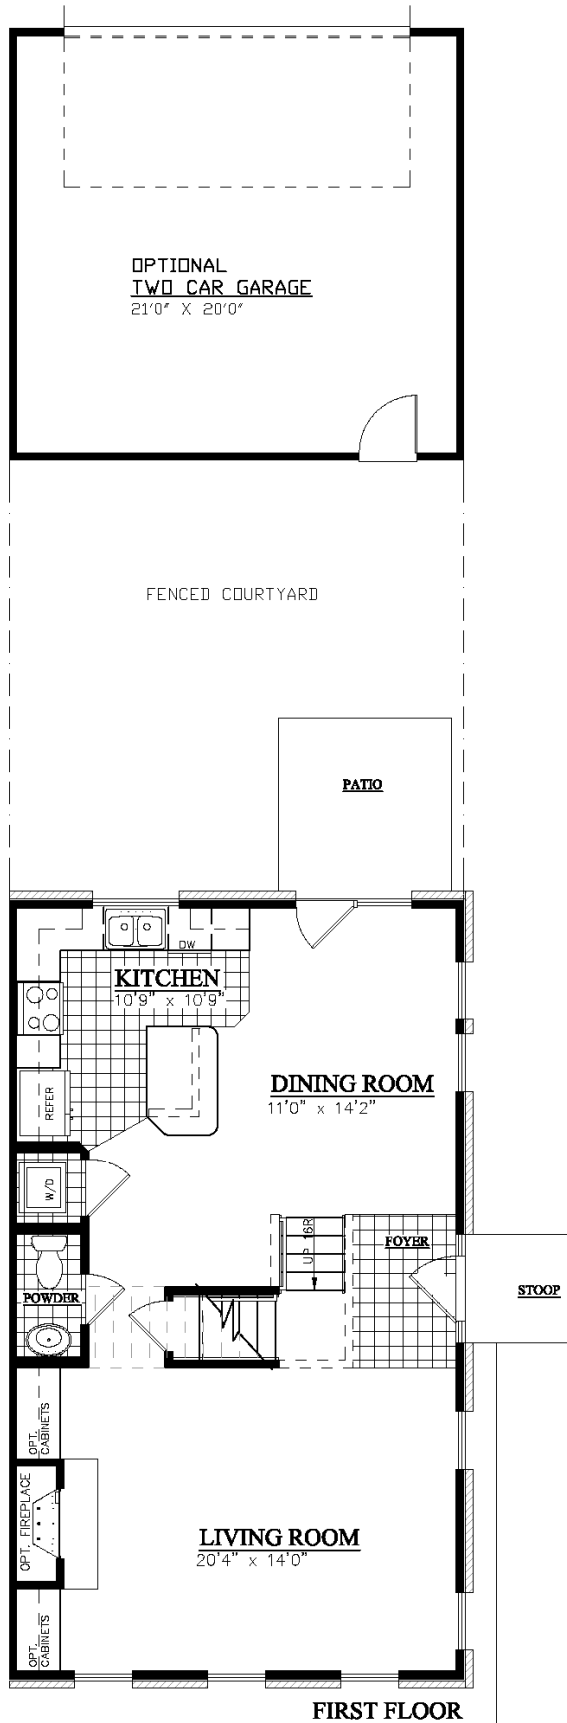 OPTIONAL
TWO CAR GARAGE
21'0" X 20'0"
FENCED COURTYARD
PATIO
DW
KITCHEN
10'9" x 10'9"
REFER
DINING ROOM
11'0" x 14'2"
W/D
UP 16R
FOYER
POWDER
STOOP
OPT.
CABINETS
OPT. FIREPLACE
LIVING ROOM
20'4" x 14'0"
OPT.
CABINETS
FIRST FLOOR